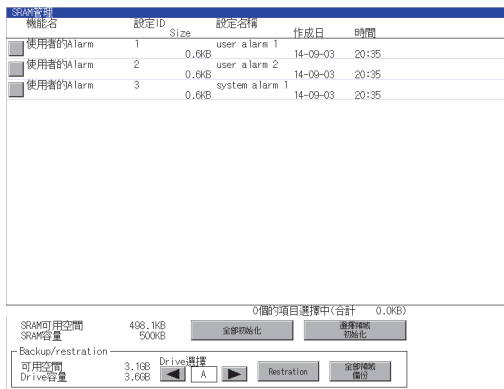 SRAM管理
機能名 設定ID 設定名稱
Size 作成日 時間
使用者的Alarm 1 user alarm 1
0.6KB 14-09-03 20:35
使用者的Alarm 2 user alarm 2
0.6KB 14-09-03 20:35
使用者的Alarm 3 system alarm 1
0.6KB 14-09-03 20:35
0個的項目選擇中(合計 0.0KB)
SRAM可用空間 498.1KB
SRAM容量 500KB
全部初始化
選擇領域
初始化
Backup/restration
可用空間 3.1GB
Drive容量 3.6GB
Drive選擇
A
Restration
全部領域
備份